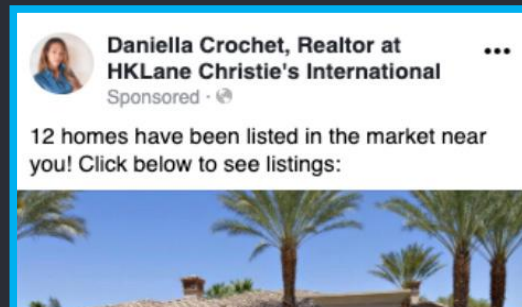 Daniella Crochet, Realtor at
HKLane Christie's International
Sponsored ·
12 homes have been listed in the market near
you! Click below to see listings: